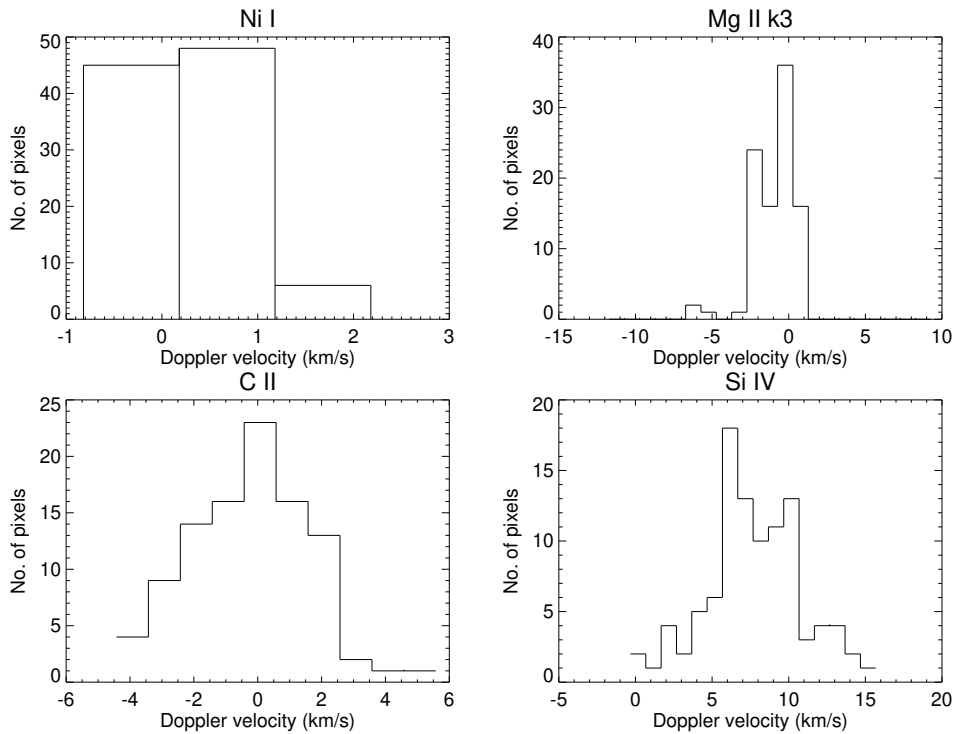 Ni I
50
40
30
20
10
0
-1 0 1 2 3
No. of pixels
Doppler velocity (km/s)
Mg II k3
40
30
20
10
0
-15 -10 -5 0 5 10
No. of pixels
Doppler velocity (km/s)
C II
25
20
15
10
5
0
-6 -4 -2 0 2 4 6
No. of pixels
Doppler velocity (km/s)
Si IV
20
15
10
5
0
-5 0 5 10 15 20
No. of pixels
Doppler velocity (km/s)